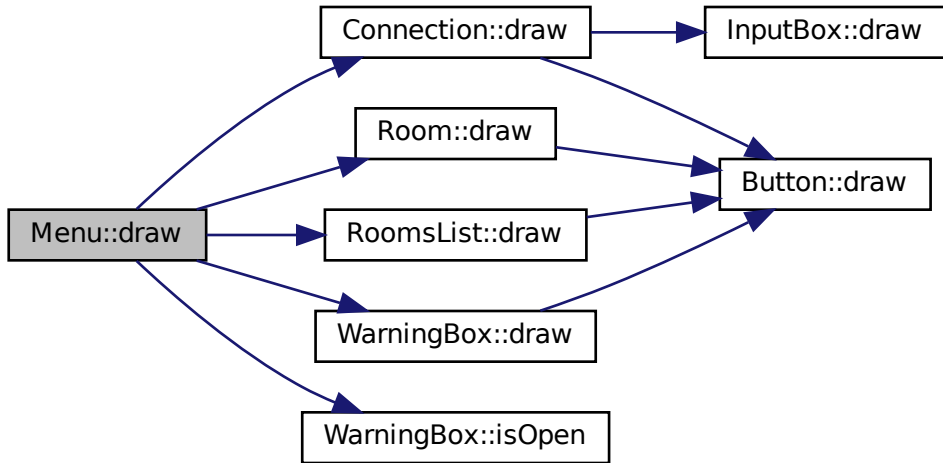 Connection::draw
InputBox::draw
Room::draw
Button::draw
Menu::draw
RoomsList::draw
WarningBox::draw
WarningBox::isOpen